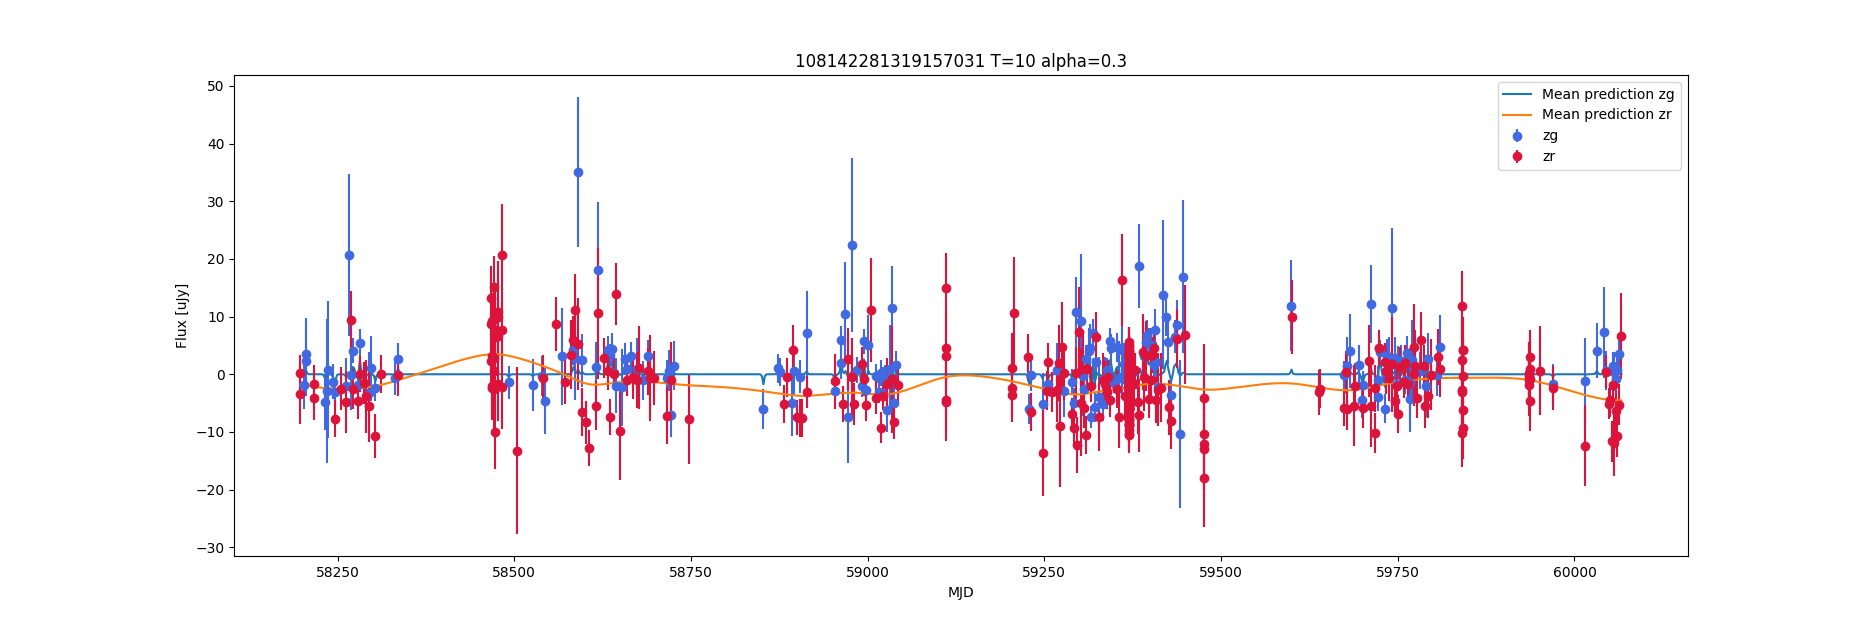 108142281319157031 T=10 alpha=0.3
Flux [uJy]
50
40
30
20
10
0
−10
−20
−30
Mean prediction zg
Mean prediction zr
zg
zr
58250 58500 58750 59000 59250 59500 59750 60000
MJD